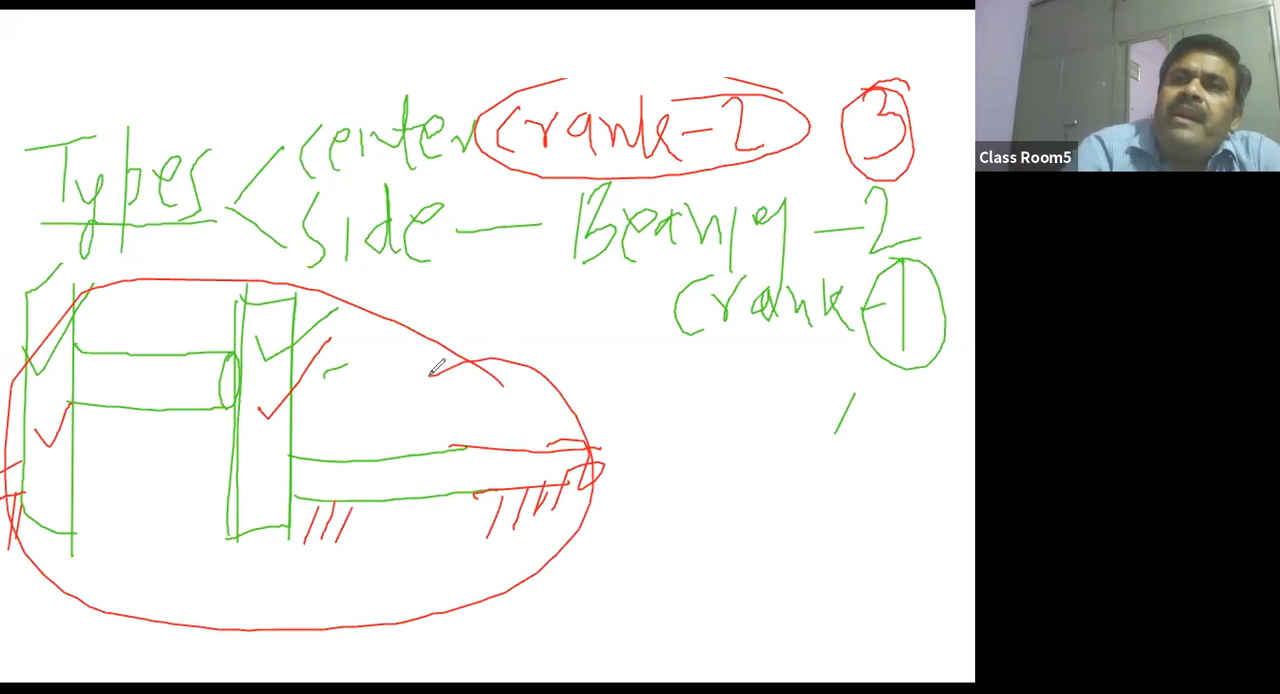 Types center crank-2 3
side — Bearing - 2
crank - 1
Class Room5